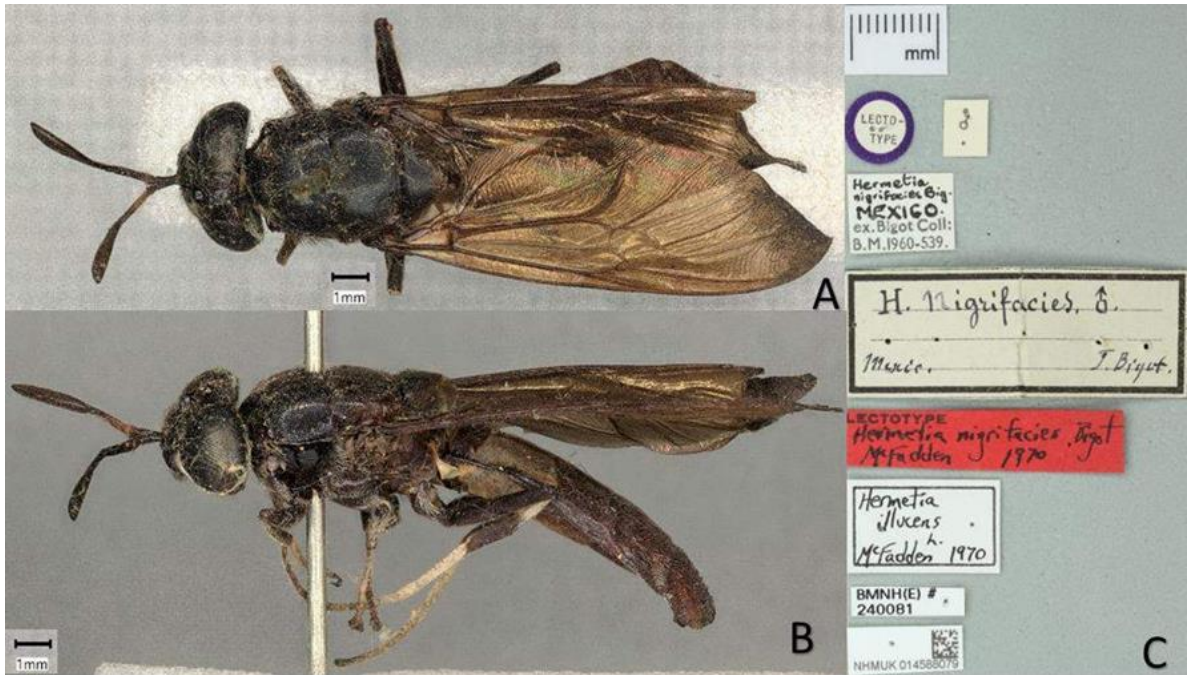 1mm
A
1mm
B
mm
LECTO-
TYPE
♂
Hermetia
nigrifacies Big.
MEXICO.
ex. Bigot Coll:
B.M.1960-539.
H. Nigrifacies. ♂.
Mexic. J. Bigot.
LECTOTYPE
Hermetia nigrifacies, Bigot
McFadden 1970
Hermetia
illucens
L.
McFadden 1970
BMNH(E) #
240081
NHMUK 014588079
C